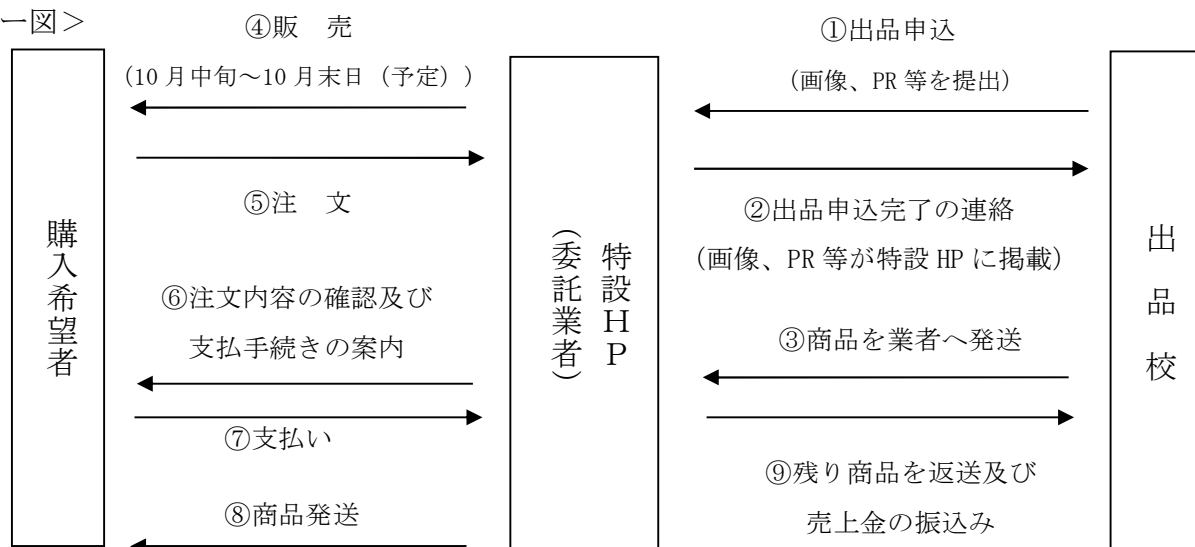 ー図＞
④販　売
(10月中旬～10月末日（予定）)
⑤注　文
⑥注文内容の確認及び
支払手続きの案内
⑦支払い
⑧商品発送
購入希望者
特設ＨＰ
（委託業者）
①出品申込
(画像、PR等を提出)
②出品申込完了の連絡
(画像、PR等が特設HPに掲載)
③商品を業者へ発送
⑨残り商品を返送及び
売上金の振込み
出品校